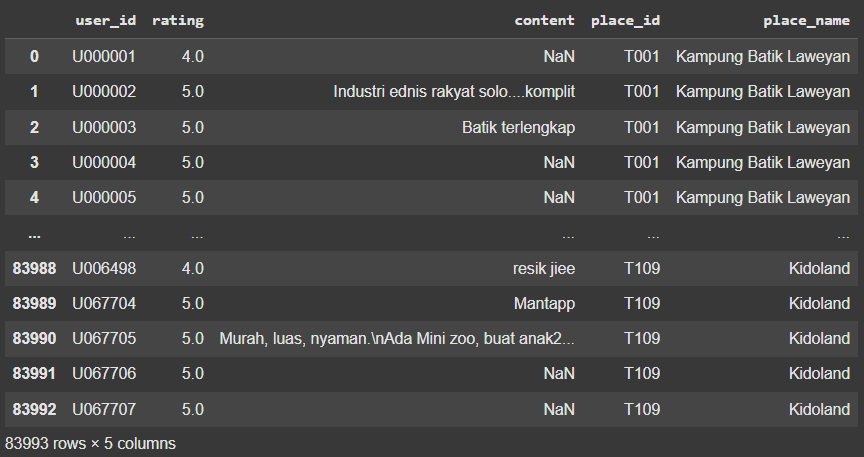 user_id rating content place_id place_name
0 U000001 4.0 NaN T001 Kampung Batik Laweyan
1 U000002 5.0 Industri ednis rakyat solo....komplit T001 Kampung Batik Laweyan
2 U000003 5.0 Batik terlengkap T001 Kampung Batik Laweyan
3 U000004 5.0 NaN T001 Kampung Batik Laweyan
4 U000005 5.0 NaN T001 Kampung Batik Laweyan
... ... ... ... ... ...
83988 U006498 4.0 resik jiee T109 Kidoland
83989 U067704 5.0 Mantapp T109 Kidoland
83990 U067705 5.0 Murah, luas, nyaman.\nAda Mini zoo, buat anak2... T109 Kidoland
83991 U067706 5.0 NaN T109 Kidoland
83992 U067707 5.0 NaN T109 Kidoland
83993 rows × 5 columns